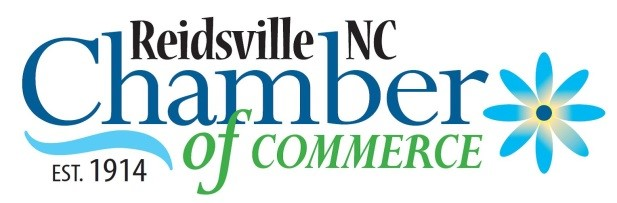 Reidsville NC
Chamber
of COMMERCE
EST. 1914